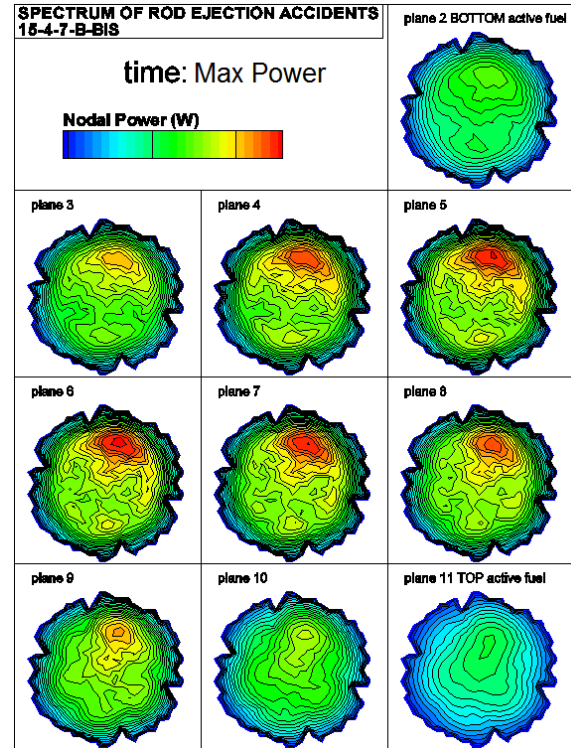 SPECTRUM OF ROD EJECTION ACCIDENTS
15-4-7-B-BIS
time: Max Power
Nodal Power (W)
plane 2 BOTTOM active fuel
plane 3
plane 4
plane 5
plane 6
plane 7
plane 8
plane 9
plane 10
plane 11 TOP active fuel